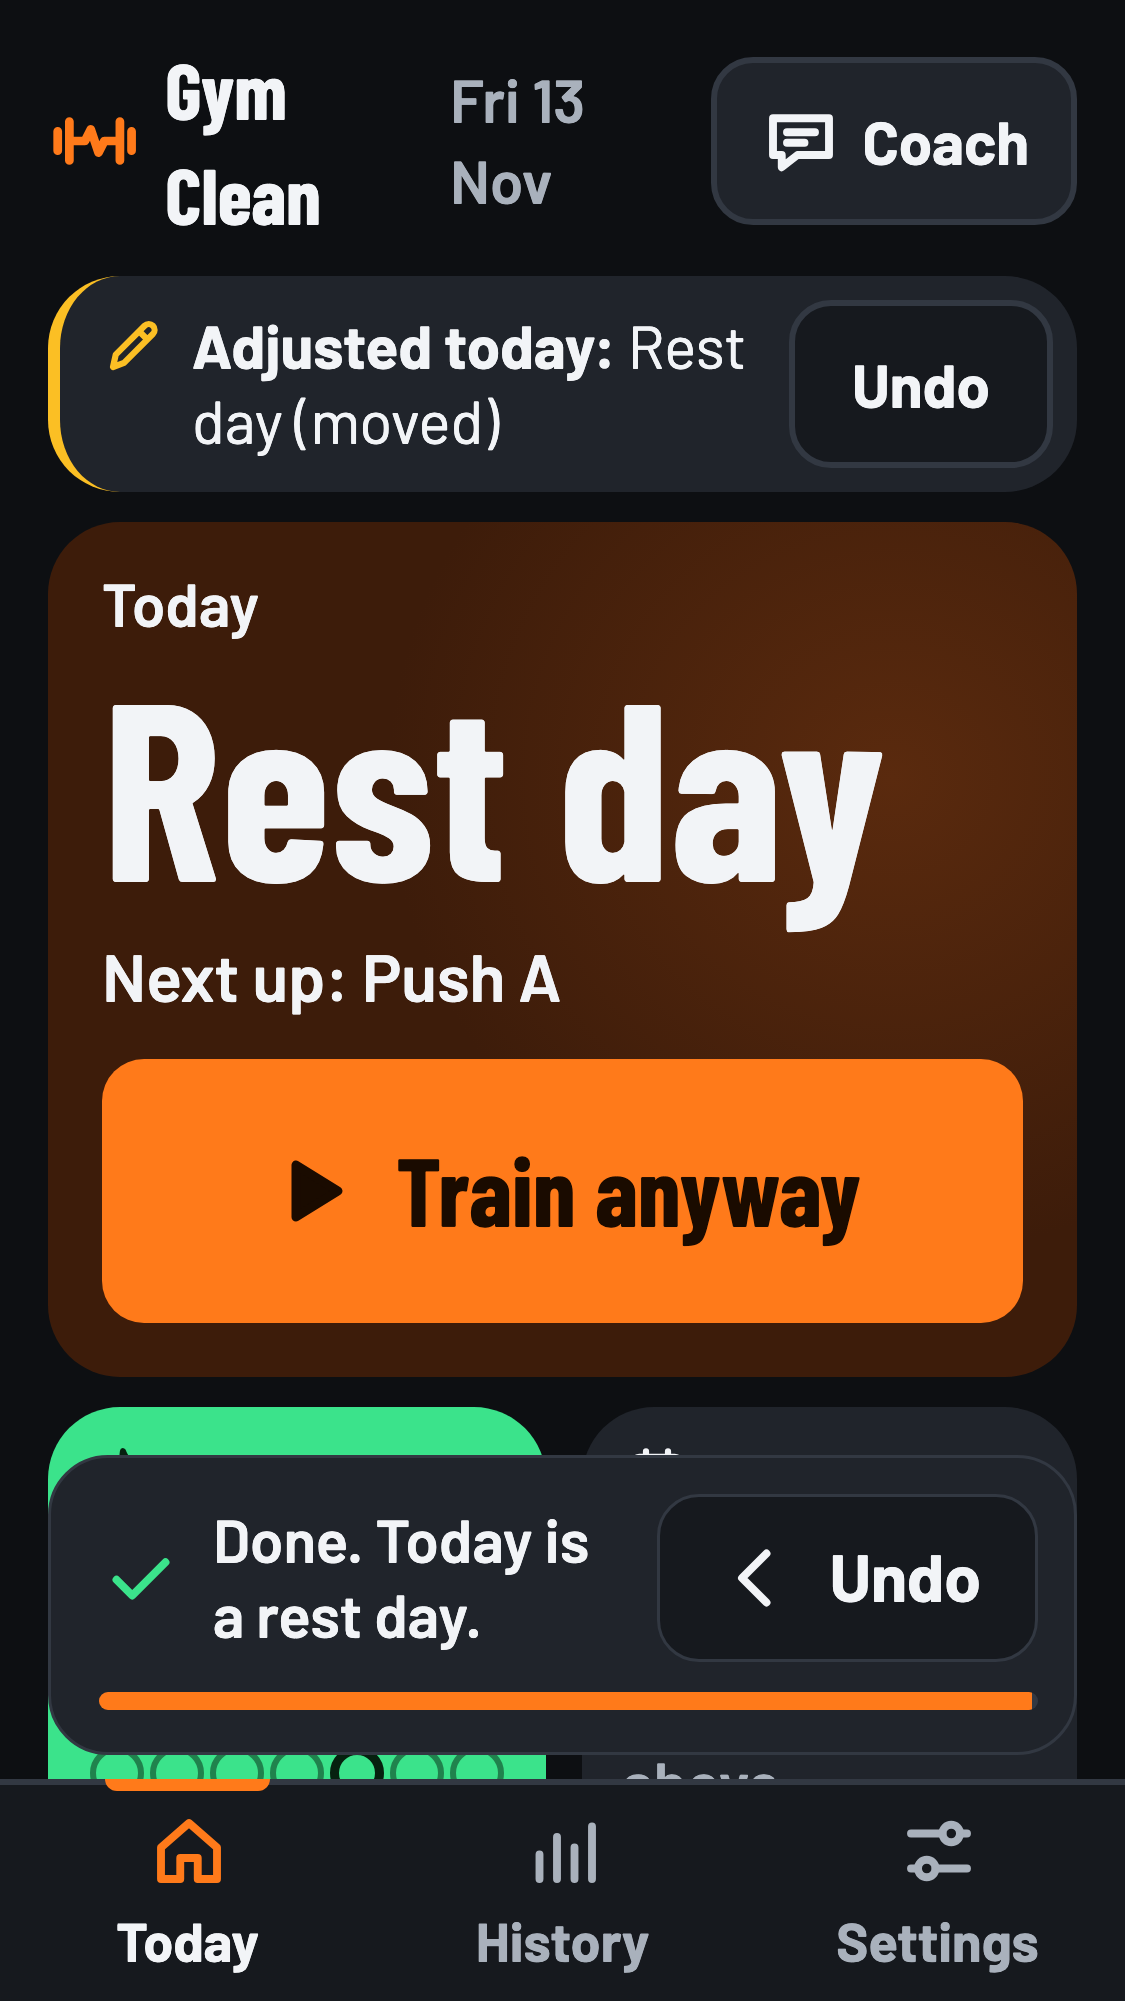 Gym
Clean
Fri 13
Nov
Coach
Adjusted today: Rest
day (moved)
Undo
Today
Rest day
Next up: Push A
Train anyway
Done. Today is
a rest day.
Undo
Today
History
Settings